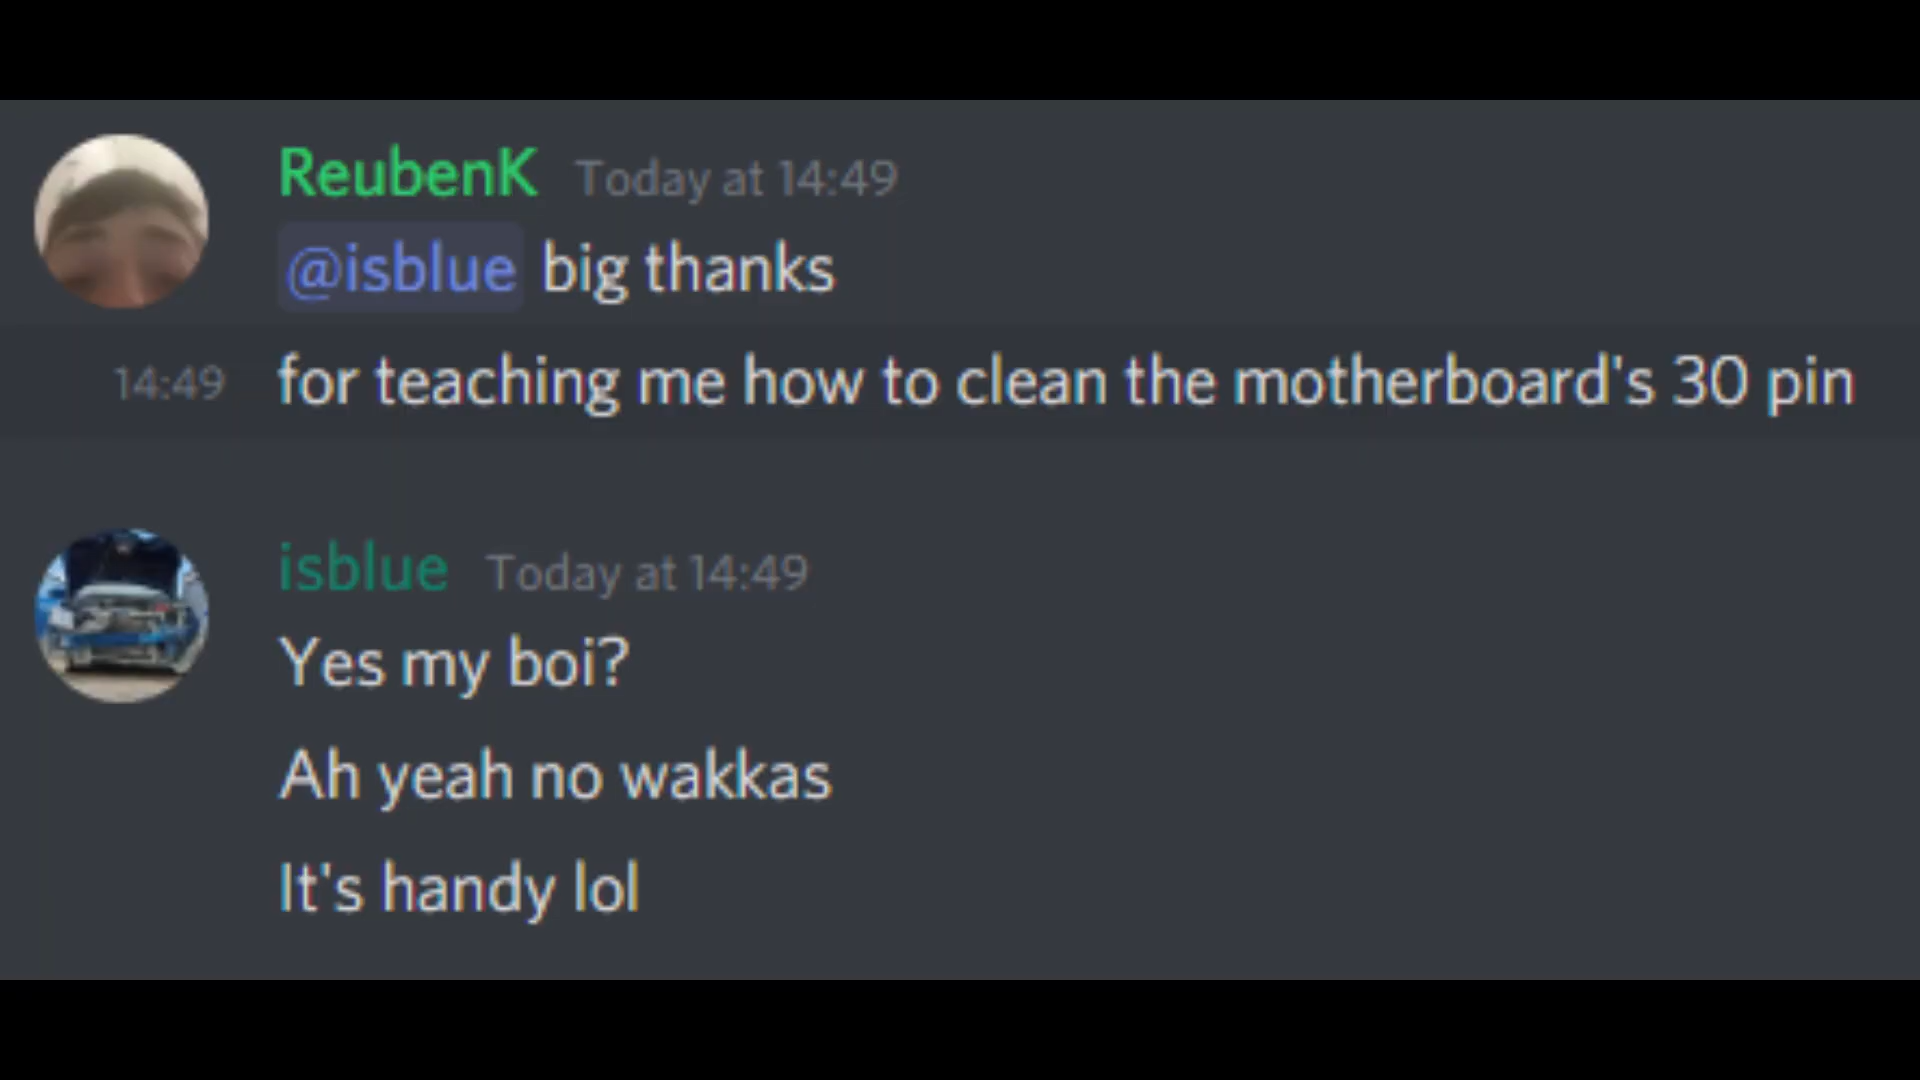 ReubenK Today at 14:49
@isblue big thanks
14:49 for teaching me how to clean the motherboard's 30 pin
isblue Today at 14:49
Yes my boi?
Ah yeah no wakkas
It's handy lol